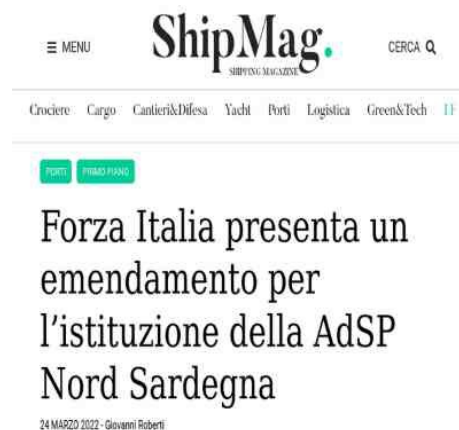 ≡ MENU
ShipMag.
SHIPPING MAGAZINE
CERCA
Crociere Cargo Cantieri&Difesa Yacht Porti Logistica Green&Tech
PORTI PRIMO PIANO
Forza Italia presenta un
emendamento per
l'istituzione della AdSP
Nord Sardegna
24 MARZO 2022 - Giovanni Roberti